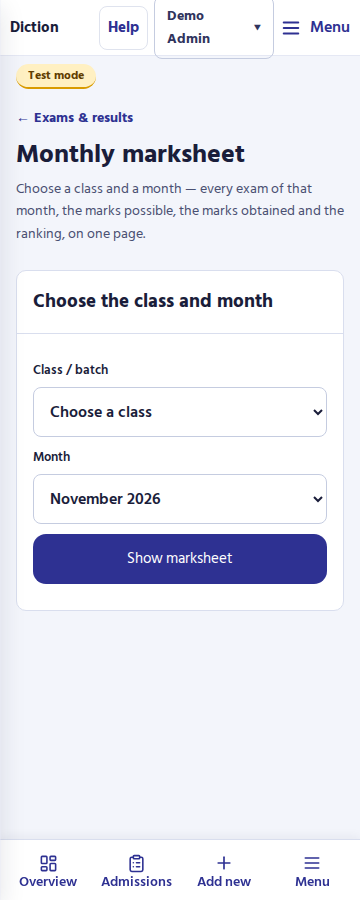 Diction
Help
Demo
Admin
Menu
Test mode
← Exams & results
Monthly marksheet
Choose a class and a month — every exam of that
month, the marks possible, the marks obtained and the
ranking, on one page.
Choose the class and month
Class / batch
Choose a class
Month
November 2026
Show marksheet
Overview
Admissions
Add new
Menu